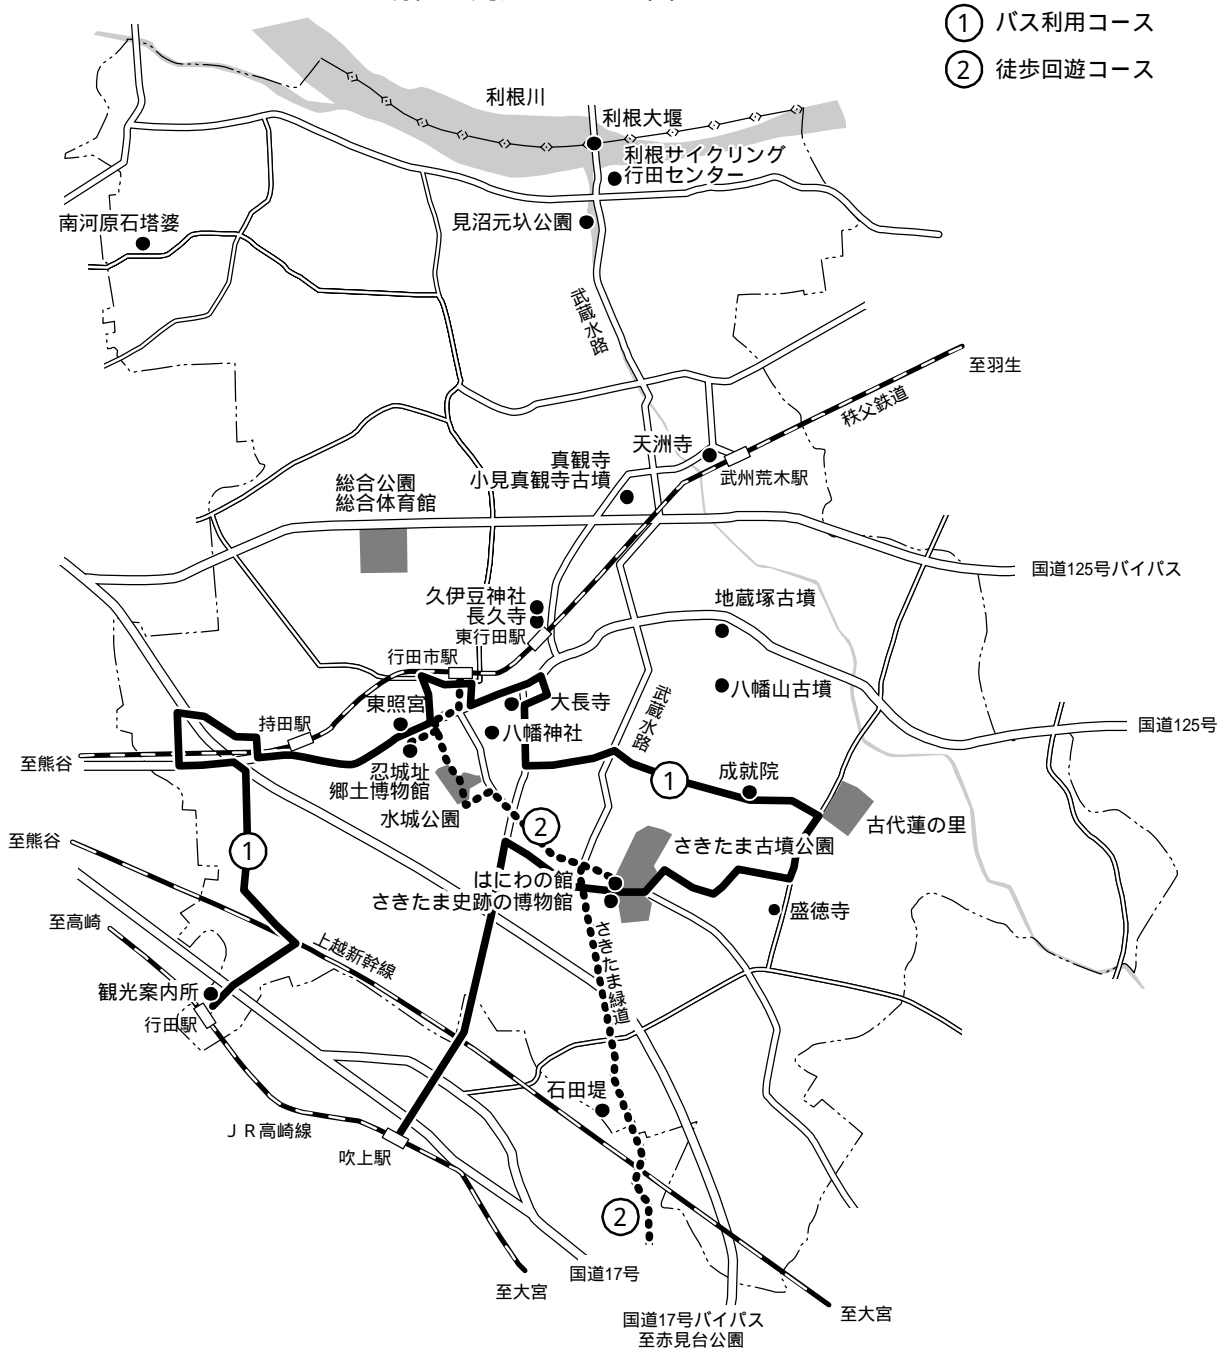 ① バス利用コース
② 徒歩回遊コース
利根川
利根大堰
利根サイクリング
行田センター
南河原石塔婆
見沼元圦公園
武蔵水路
至羽生
秩父鉄道
天洲寺
武州荒木駅
真観寺
小見真観寺古墳
総合公園
総合体育館
国道125号バイパス
久伊豆神社
長久寺
東行田駅
地蔵塚古墳
行田市駅
八幡山古墳
武蔵水路
東照宮
大長寺
持田駅
八幡神社
国道125号
至熊谷
忍城址
郷土博物館
水城公園
①
成就院
古代蓮の里
②
至熊谷
①
さきたま古墳公園
はにわの館
さきたま史跡の博物館
盛徳寺
至高崎
上越新幹線
さきたま緑道
観光案内所
行田駅
石田堤
JR高崎線
吹上駅
②
国道17号
至大宮
至大宮
国道17号バイパス
至赤見台公園